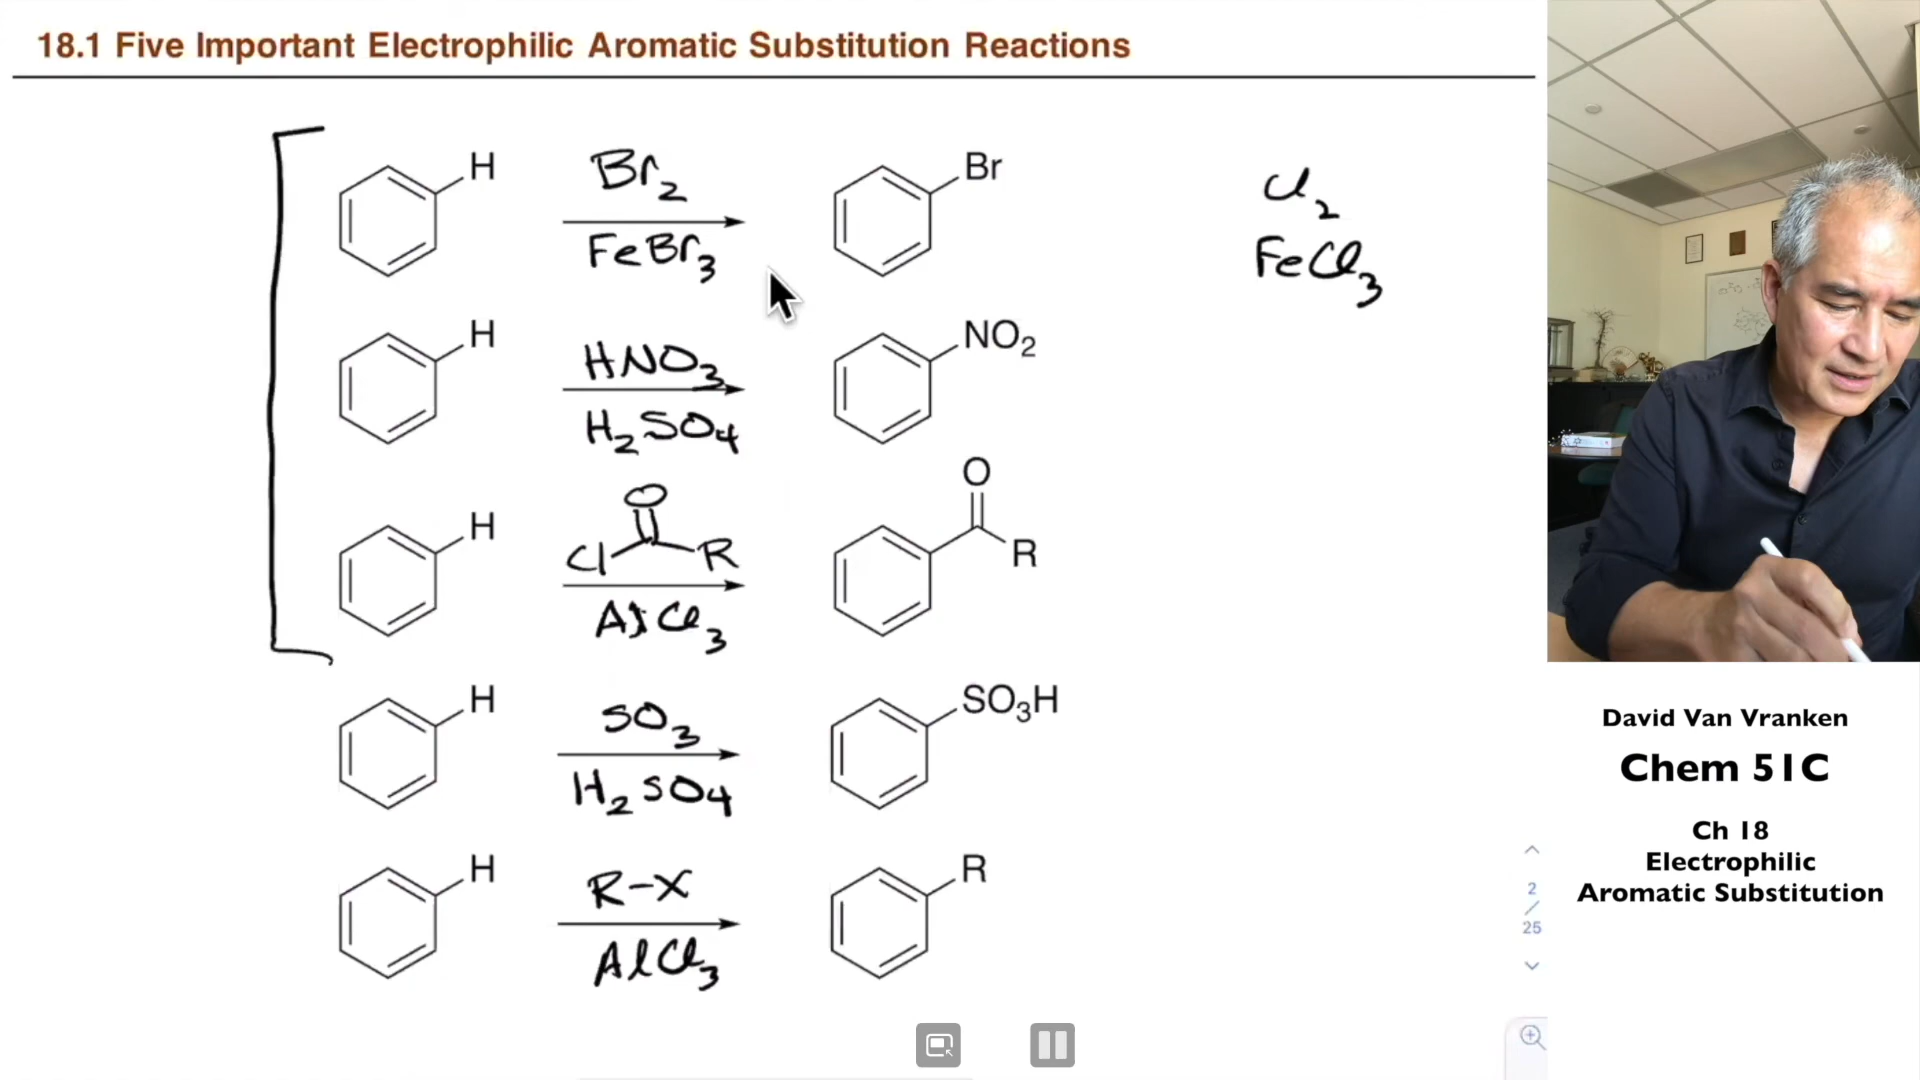 18.1 Five Important Electrophilic Aromatic Substitution Reactions
H
Br₂
FeBr₃
Br
Cl₂
FeCl₃
H
HNO₃
H₂SO₄
NO₂
H
O
Cl R
AlCl₃
O
R
H
SO₃
H₂SO₄
SO₃H
H
R-X
AlCl₃
R
2
/
25
David Van Vranken
Chem 51C
Ch 18
Electrophilic
Aromatic Substitution